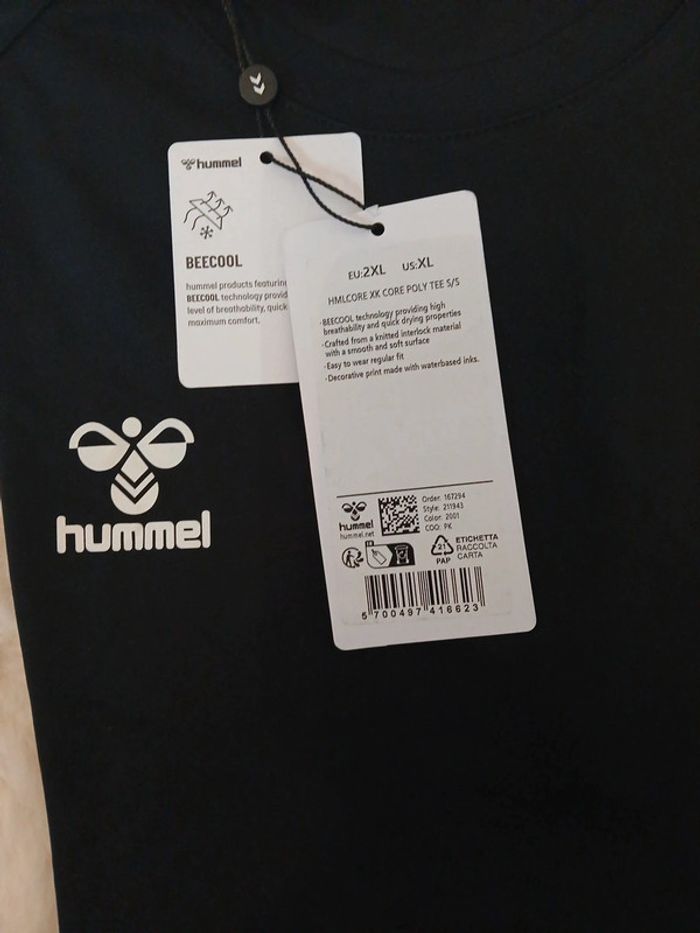 hummel
BEECOOL
hummel products featuring
BEECOOL technology provid
level of breathability, quick
maximum comfort.
EU:2XL US:XL
HMLCORE XK CORE POLY TEE S/S
·BEECOOL technology providing high
breathability and quick drying properties
·Crafted from a knitted interlock material
with a smooth and soft surface
·Easy to wear regular fit
·Decorative print made with waterbased inks.
hummel
hummel
hummel.net
Order: 167294
Style: 211943
Color: 2001
COO: PK
21
PAP
ETICHETTA
RACCOLTA
CARTA
5 700497 416623